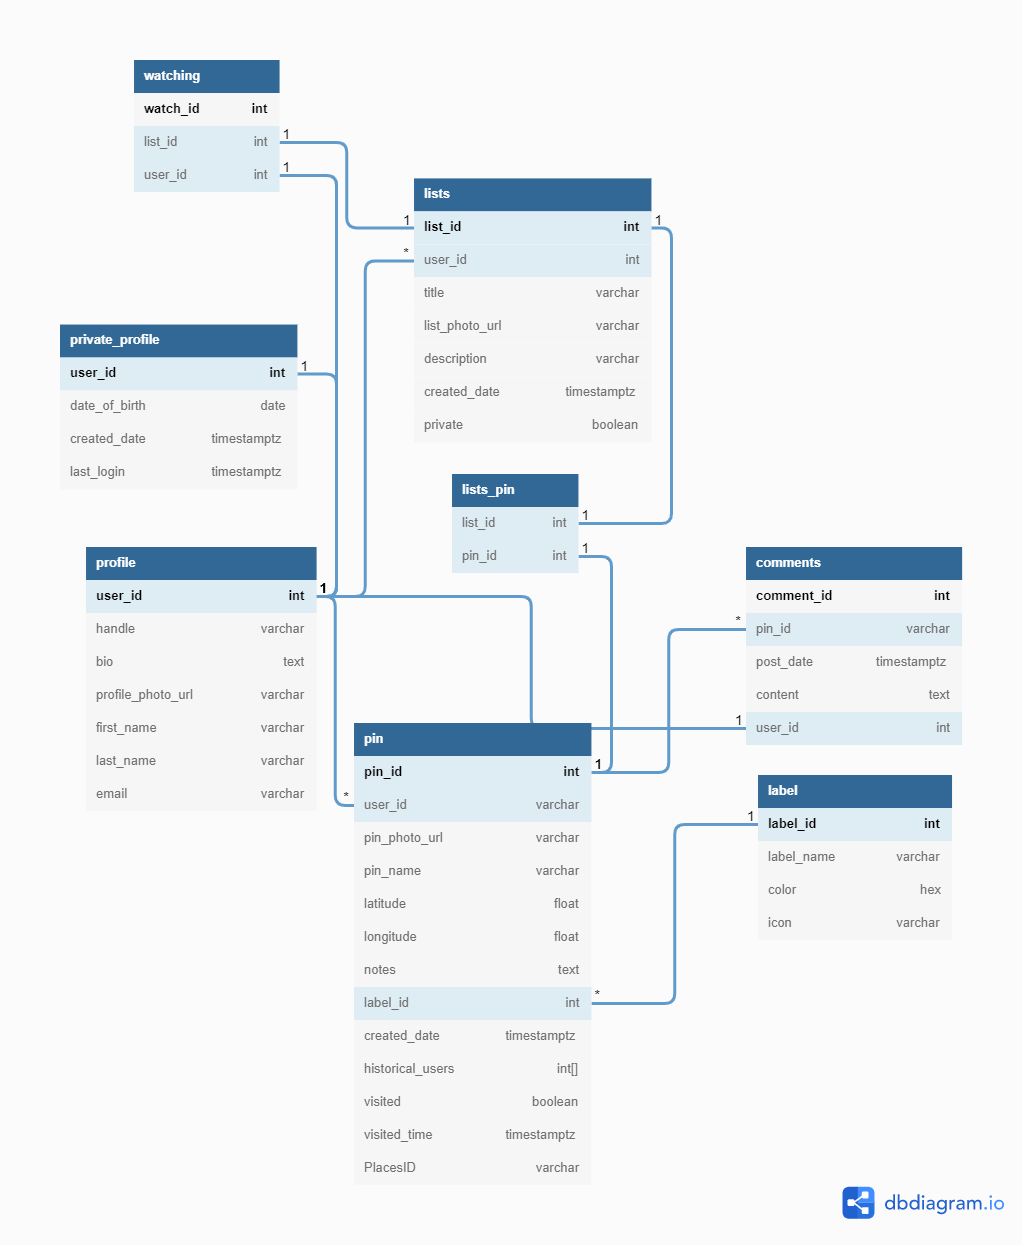 watching
watch_id int
list_id int
user_id int
1
1
lists
list_id int
user_id int
title varchar
list_photo_url varchar
description varchar
created_date timestamptz
private boolean
1
*
1
private_profile
user_id int
date_of_birth date
created_date timestamptz
last_login timestamptz
1
lists_pin
list_id int
pin_id int
1
1
profile
user_id int
handle varchar
bio text
profile_photo_url varchar
first_name varchar
last_name varchar
email varchar
1
comments
comment_id int
pin_id varchar
post_date timestamptz
content text
user_id int
*
1
pin
pin_id int
user_id varchar
pin_photo_url varchar
pin_name varchar
latitude float
longitude float
notes text
label_id int
created_date timestamptz
historical_users int[]
visited boolean
visited_time timestamptz
PlacesID varchar
1
*
*
label
label_id int
label_name varchar
color hex
icon varchar
1
dbdiagram.io